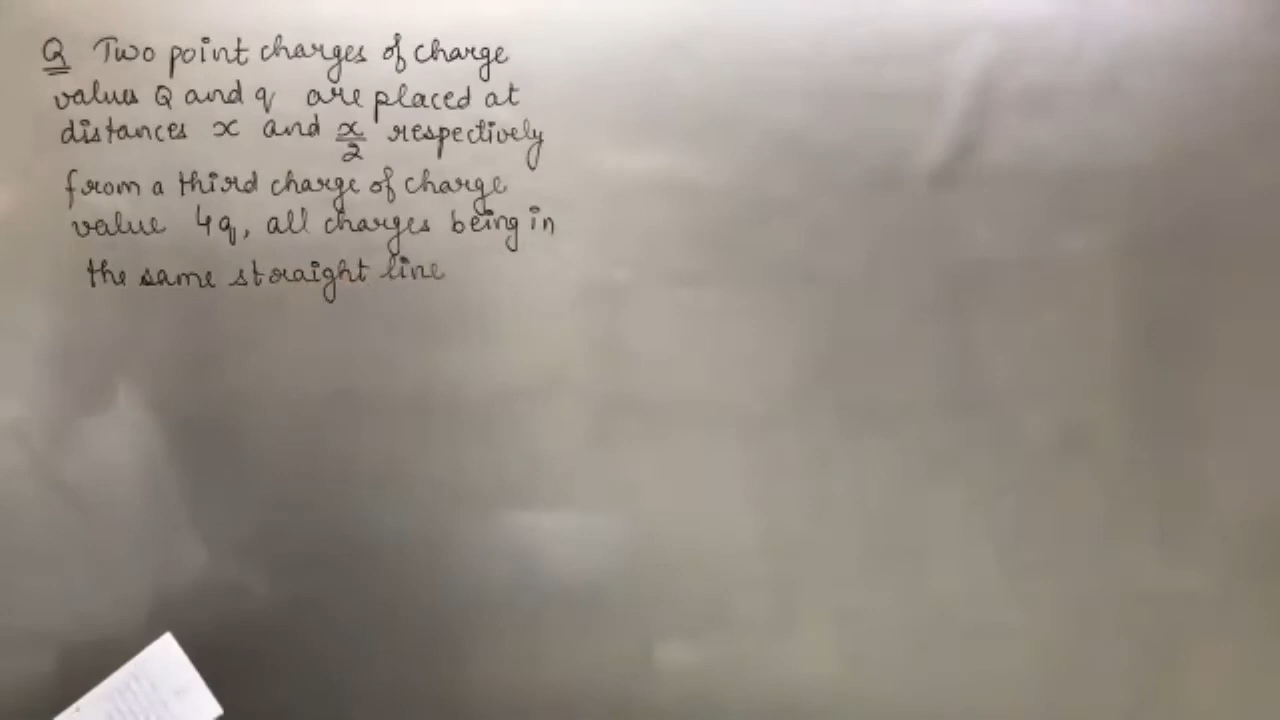 Q Two point charges of charge
values Q and q are placed at
distances x and x/2 respectively
from a third charge of charge
value 4q, all charges being in
the same straight line